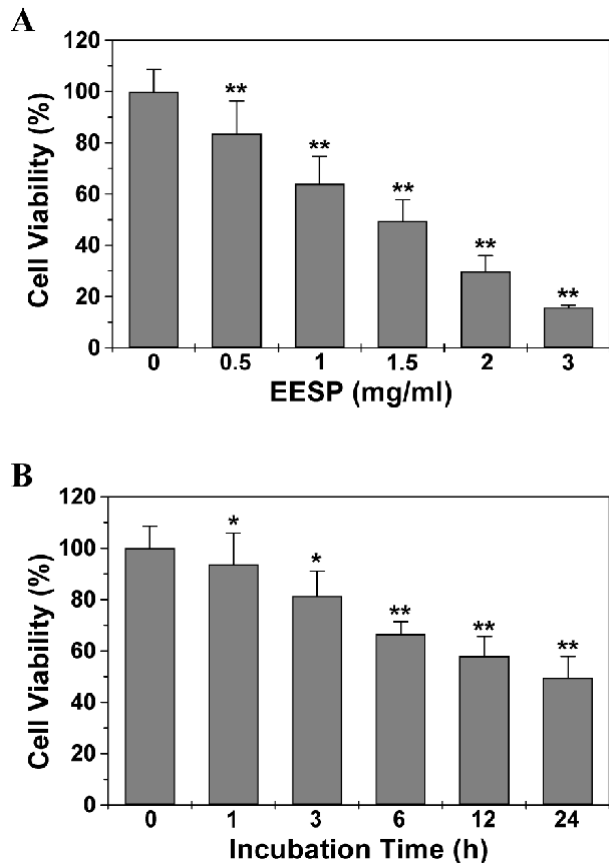 A
120
100
80
60
40
20
0
Cell Viability (%)
** ** ** ** **
0 0.5 1 1.5 2 3
EESP (mg/ml)
B
120
100
80
60
40
20
0
Cell Viability (%)
* * ** ** **
0 1 3 6 12 24
Incubation Time (h)